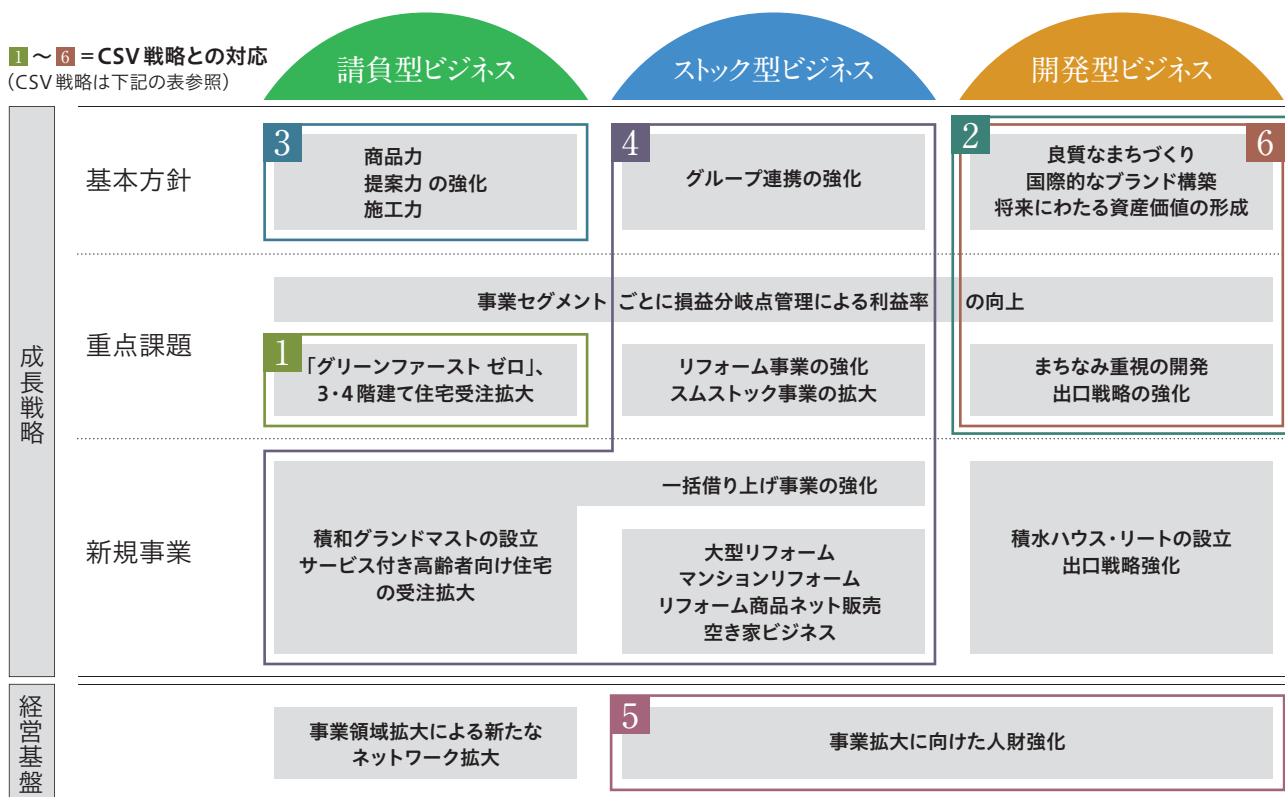 1～6＝CSV戦略との対応
(CSV戦略は下記の表参照)
請負型ビジネス
ストック型ビジネス
開発型ビジネス
成長戦略
基本方針
3
商品力
提案力 の強化
施工力
4
グループ連携の強化
2
6
良質なまちづくり
国際的なブランド構築
将来にわたる資産価値の形成
重点課題
事業セグメントごとに損益分岐点管理による利益率の向上
1
「グリーンファースト ゼロ」、
3・4階建て住宅受注拡大
リフォーム事業の強化
スムストック事業の拡大
まちなみ重視の開発
出口戦略の強化
新規事業
一括借り上げ事業の強化
積和グランドマストの設立
サービス付き高齢者向け住宅
の受注拡大
大型リフォーム
マンションリフォーム
リフォーム商品ネット販売
空き家ビジネス
積水ハウス・リートの設立
出口戦略強化
経営基盤
事業領域拡大による新たな
ネットワーク拡大
5
事業拡大に向けた人財強化